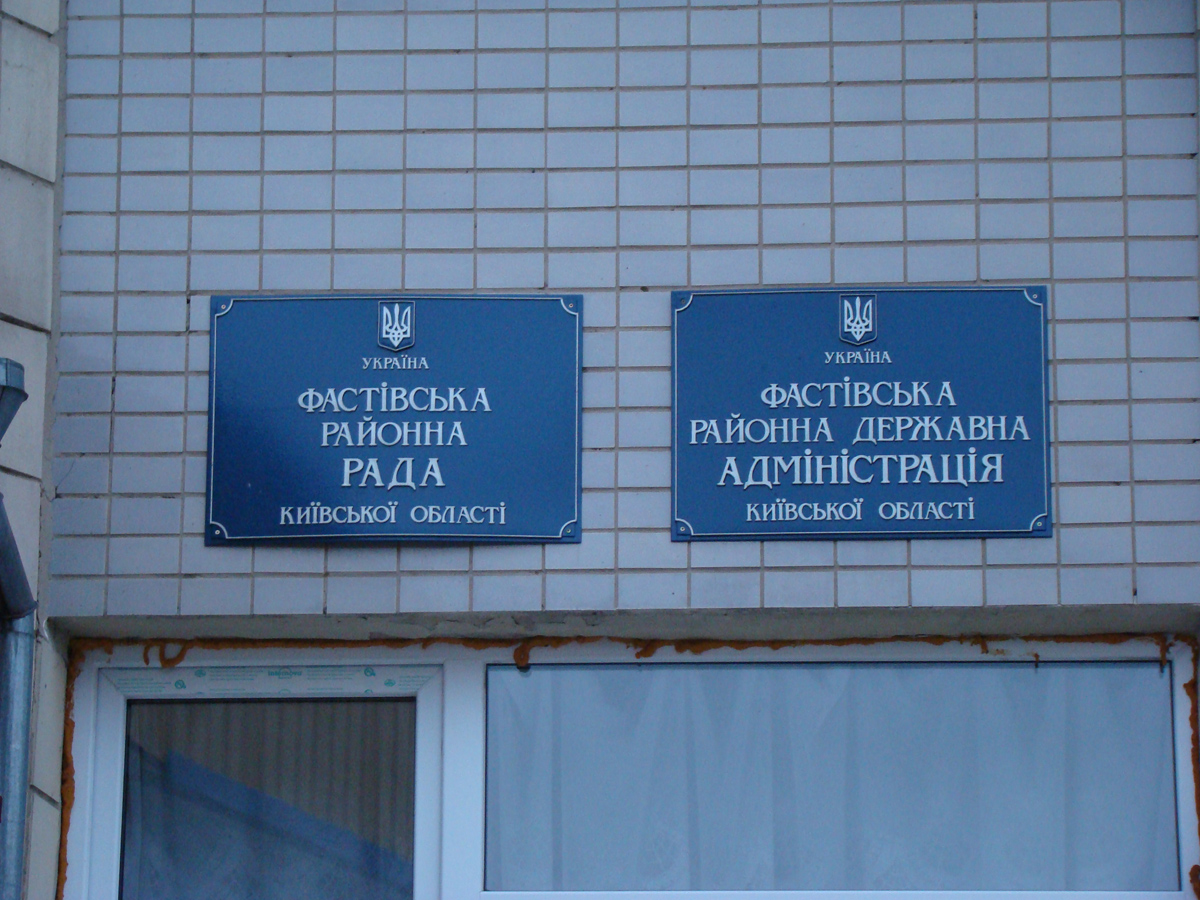 УКРАЇНА
ФАСТІВСЬКА
РАЙОННА
РАДА
КИЇВСЬКОЇ ОБЛАСТІ
УКРАЇНА
ФАСТІВСЬКА
РАЙОННА ДЕРЖАВНА
АДМІНІСТРАЦІЯ
КИЇВСЬКОЇ ОБЛАСТІ